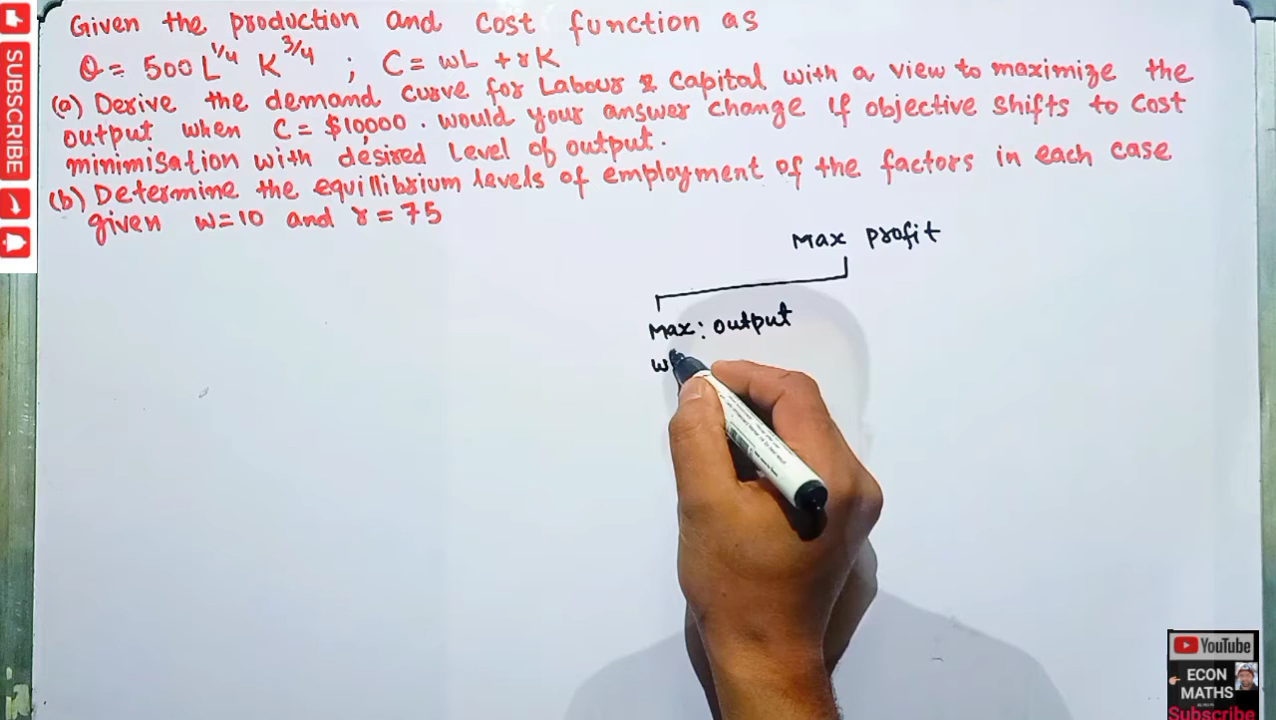 Given the production and cost function as
Q = 500 L^1/4 K^3/4 ; C = wL + rK
(a) Derive the demand curve for Labour & Capital with a view to maximize the
output when C = $10,000. Would your answer change if objective shifts to cost
minimisation with desired level of output.
(b) Determine the equillibrium levels of employment of the factors in each case
given w=10 and r=75
Max profit
Max: output
w
SUBSCRIBE
YouTube
ECON
MATHS
Subscribe